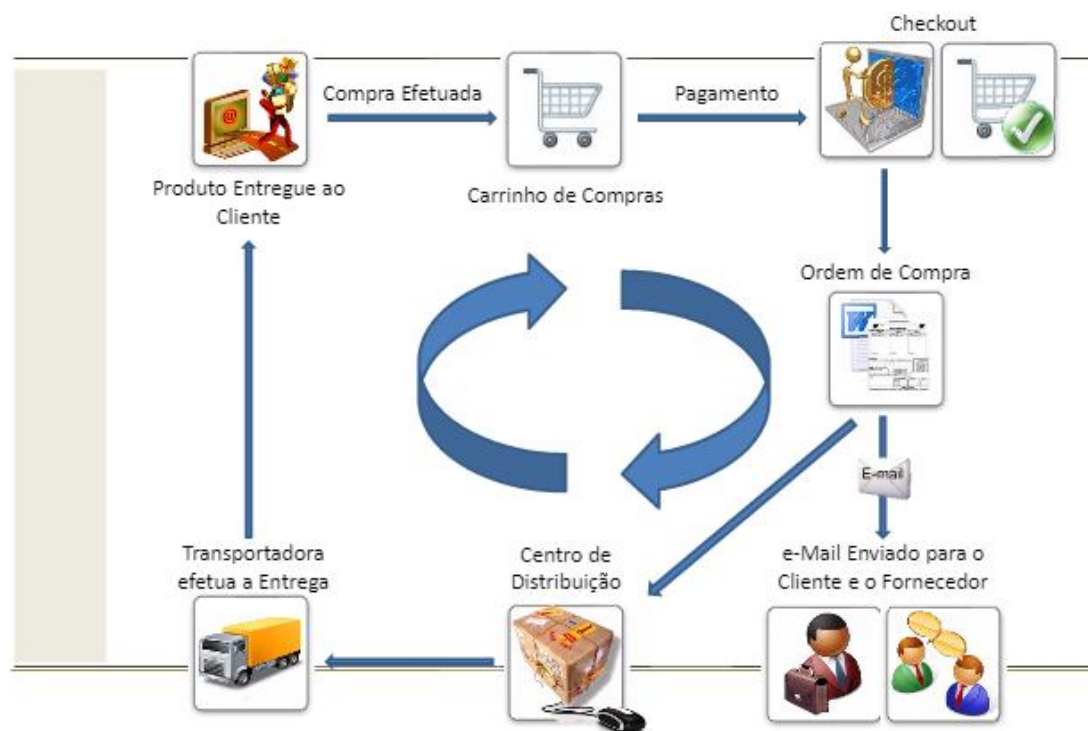 Checkout
Compra Efetuada
Pagamento
Produto Entregue ao
Cliente
Carrinho de Compras
Ordem de Compra
W
E-mail
Transportadora
efetua a Entrega
Centro de
Distribuição
e-Mail Enviado para o
Cliente e o Fornecedor
@